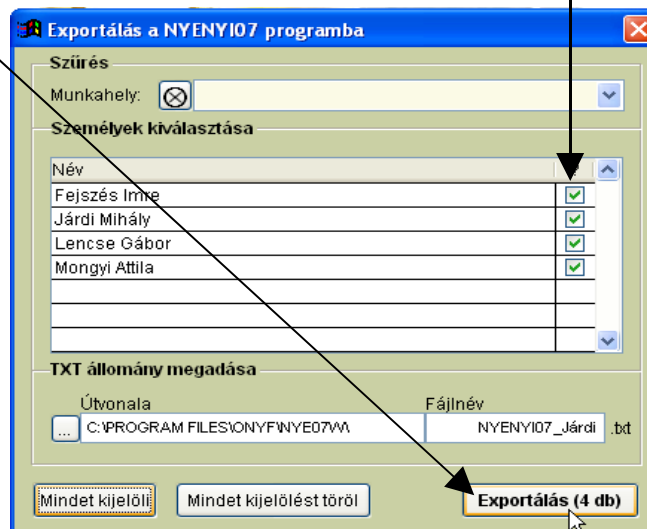 Exportálás a NYENYI07 programba
Szűrés
Munkahely:
Személyek kiválasztása
Név
Fejszés Imre
Járdi Mihály
Lencse Gábor
Mongyi Attila
TXT állomány megadása
Útvonala Fájlnév
... C:\PROGRAM FILES\ONYF\NYE07\W\ NYENYI07_Járdi .txt
Mindet kijelöli Mindet kijelölést töröl Exportálás (4 db)